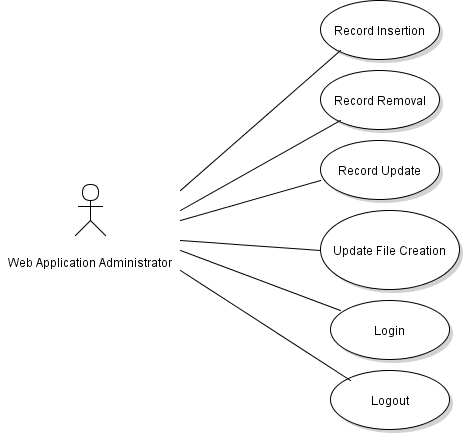 Record Insertion
Record Removal
Record Update
Update File Creation
Web Application Administrator
Login
Logout